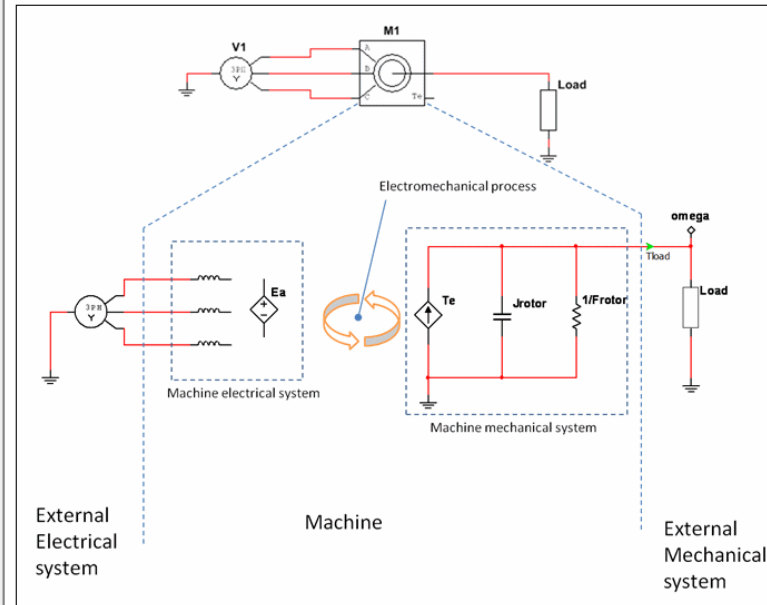 M1
V1
A
3PH
Y
B
C
Te
Load
Electromechanical process
omega
Tload
Ea
3PH
Y
Te
Jrotor
1/Frotor
Load
Machine electrical system
Machine mechanical system
External
Electrical
system
Machine
External
Mechanical
system